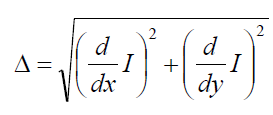 Δ = √((d/dx I)² + (d/dy I)²)